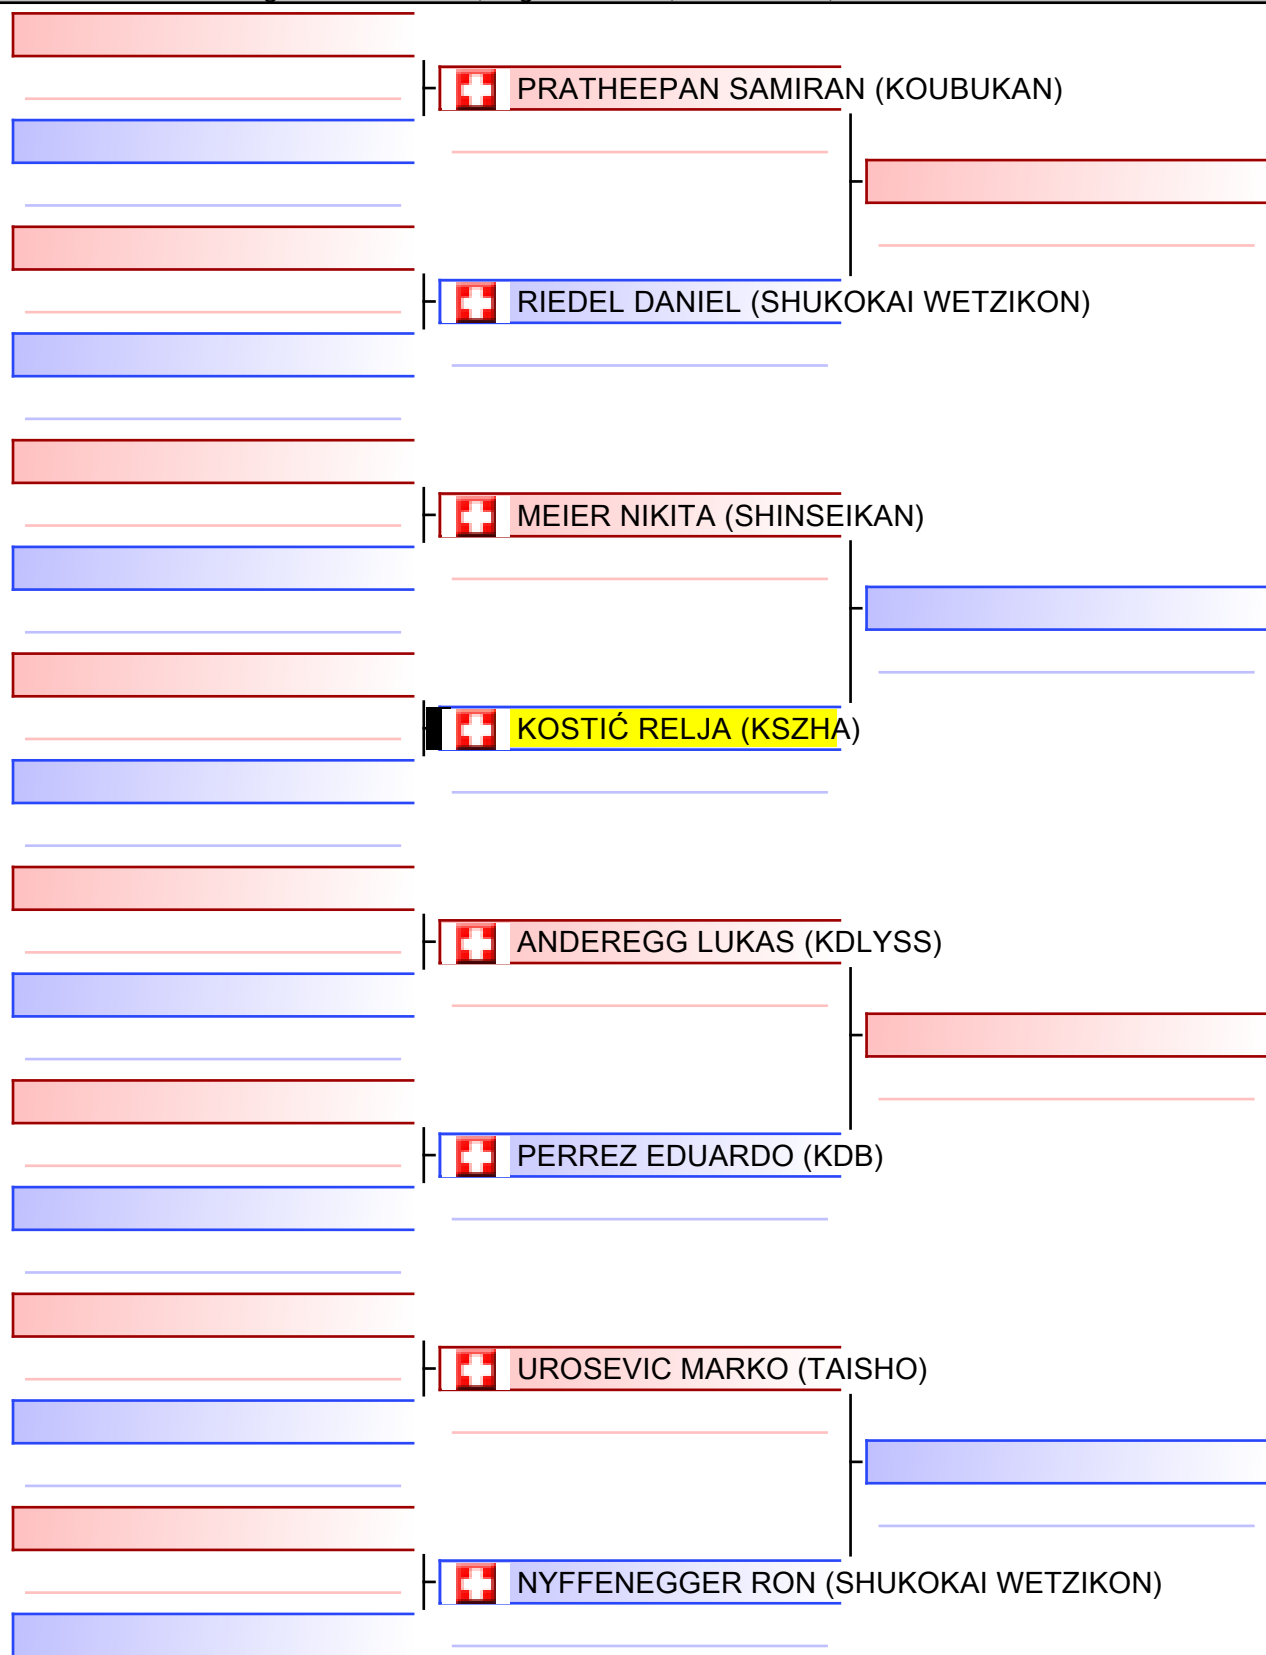 PRATHEEPAN SAMIRAN (KOUBUKAN)
RIEDEL DANIEL (SHUKOKAI WETZIKON)
MEIER NIKITA (SHINSEIKAN)
KOSTIĆ RELJA (KSZHA)
ANDEREGG LUKAS (KDLYSS)
PERREZ EDUARDO (KDB)
UROSEVIC MARKO (TAISHO)
NYFFENEGGER RON (SHUKOKAI WETZIKON)